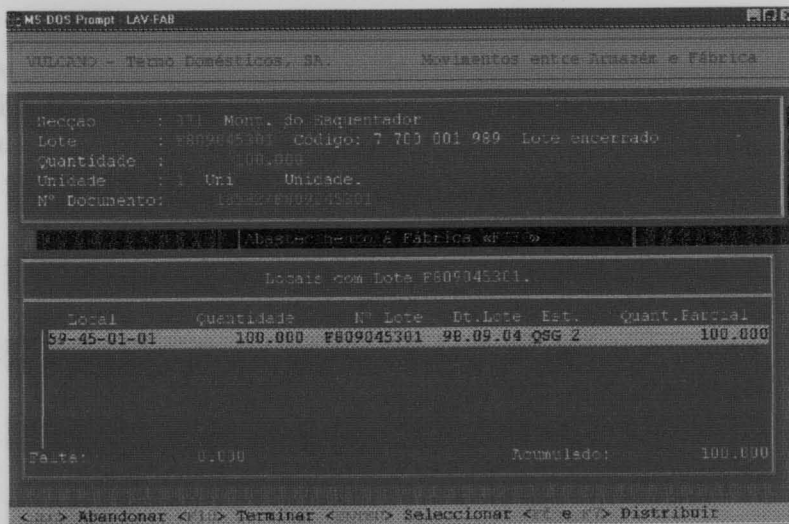 MS-DOS Prompt - LAV-FAB
VULCANO - Termo Domésticos, SA. Movimentos entre Armazém e Fábrica
Secção : Mont. do Esquentador
Lote : F809045301 Código: 7 700 001 989 Lote encerrado
Quantidade : 100.000
Unidade : 1 Uni Unidade.
Nº Documento:
Abastecimento à Fábrica
Locais com Lote F809045301.
Local Quantidade Nº Lote Dt.Lote Est. Quant.Parcial
59-45-01-01 100.000 F809045301 98.09.04 QSG 2 100.000
Falta: 0.000 Acumulado: 100.000
Abandonar Terminar Seleccionar e Distribuir